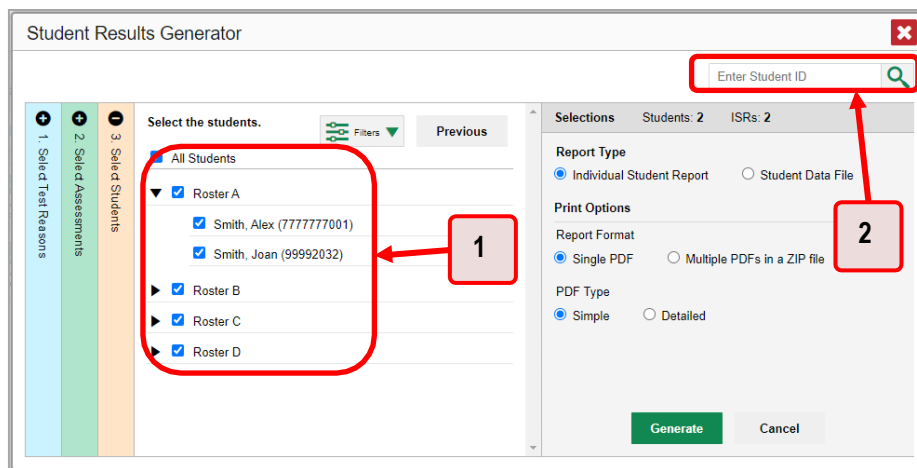 Student Results Generator
Enter Student ID
1. Select Test Reasons
2. Select Assessments
3. Select Students
Select the students.
Filters
Previous
All Students
Roster A
Smith, Alex (7777777001)
Smith, Joan (99992032)
Roster B
Roster C
Roster D
1
Selections Students: 2 ISRs: 2
Report Type
Individual Student Report Student Data File
Print Options
Report Format
Single PDF Multiple PDFs in a ZIP file
PDF Type
Simple Detailed
2
Generate Cancel